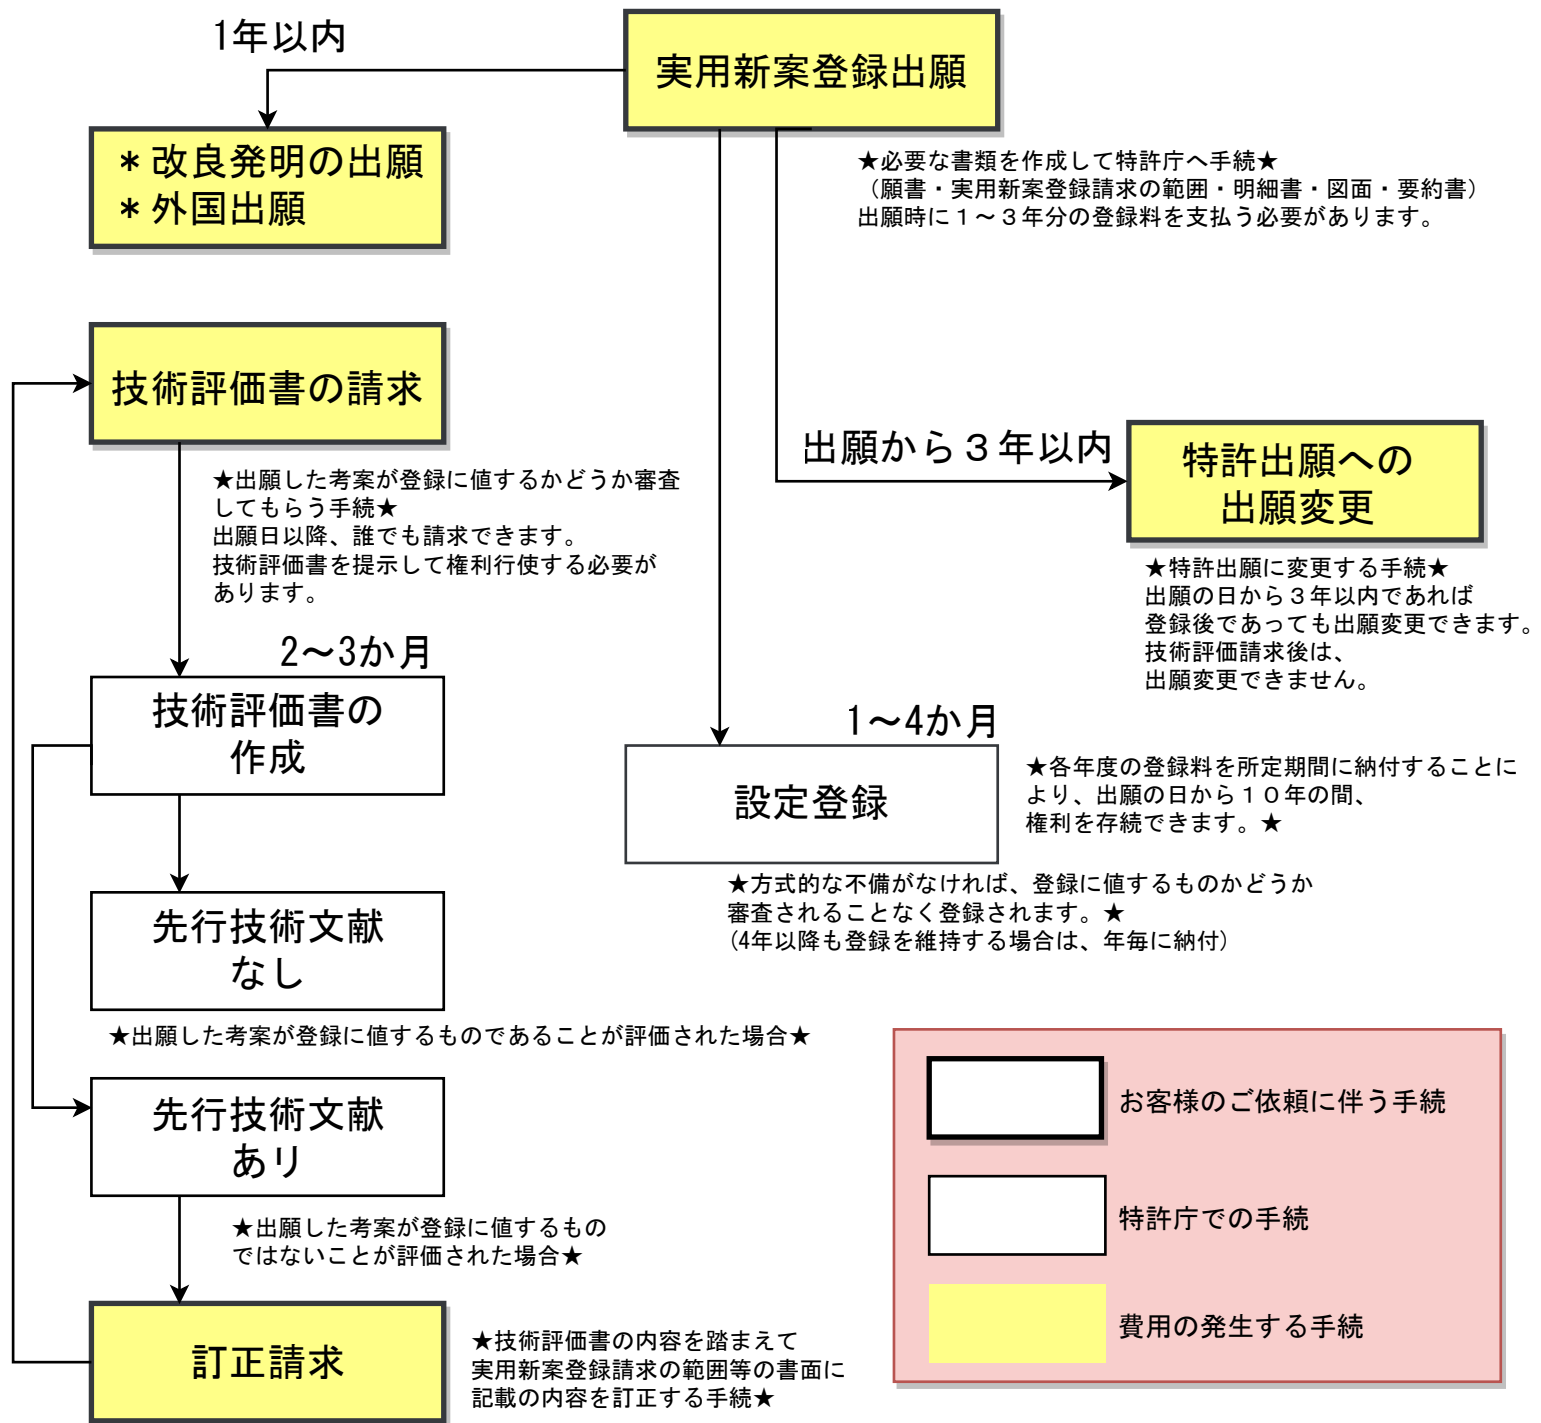 1年以内
実用新案登録出願
＊改良発明の出願
＊外国出願
★必要な書類を作成して特許庁へ手続★
（願書・実用新案登録請求の範囲・明細書・図面・要約書）
出願時に１～３年分の登録料を支払う必要があります。
技術評価書の請求
★出願した考案が登録に値するかどうか審査
してもらう手続★
出願日以降、誰でも請求できます。
技術評価書を提示して権利行使する必要が
あります。
出願から３年以内
特許出願への
出願変更
★特許出願に変更する手続★
出願の日から３年以内であれば
登録後であっても出願変更できます。
技術評価請求後は、
出願変更できません。
2～3か月
技術評価書の
作成
1～4か月
設定登録
★各年度の登録料を所定期間に納付することに
より、出願の日から１０年の間、
権利を存続できます。★
★方式的な不備がなければ、登録に値するものかどうか
審査されることなく登録されます。★
(4年以降も登録を維持する場合は、年毎に納付)
先行技術文献
なし
★出願した考案が登録に値するものであることが評価された場合★
先行技術文献
あり
★出願した考案が登録に値するもの
ではないことが評価された場合★
訂正請求
★技術評価書の内容を踏まえて
実用新案登録請求の範囲等の書面に
記載の内容を訂正する手続★
お客様のご依頼に伴う手続
特許庁での手続
費用の発生する手続